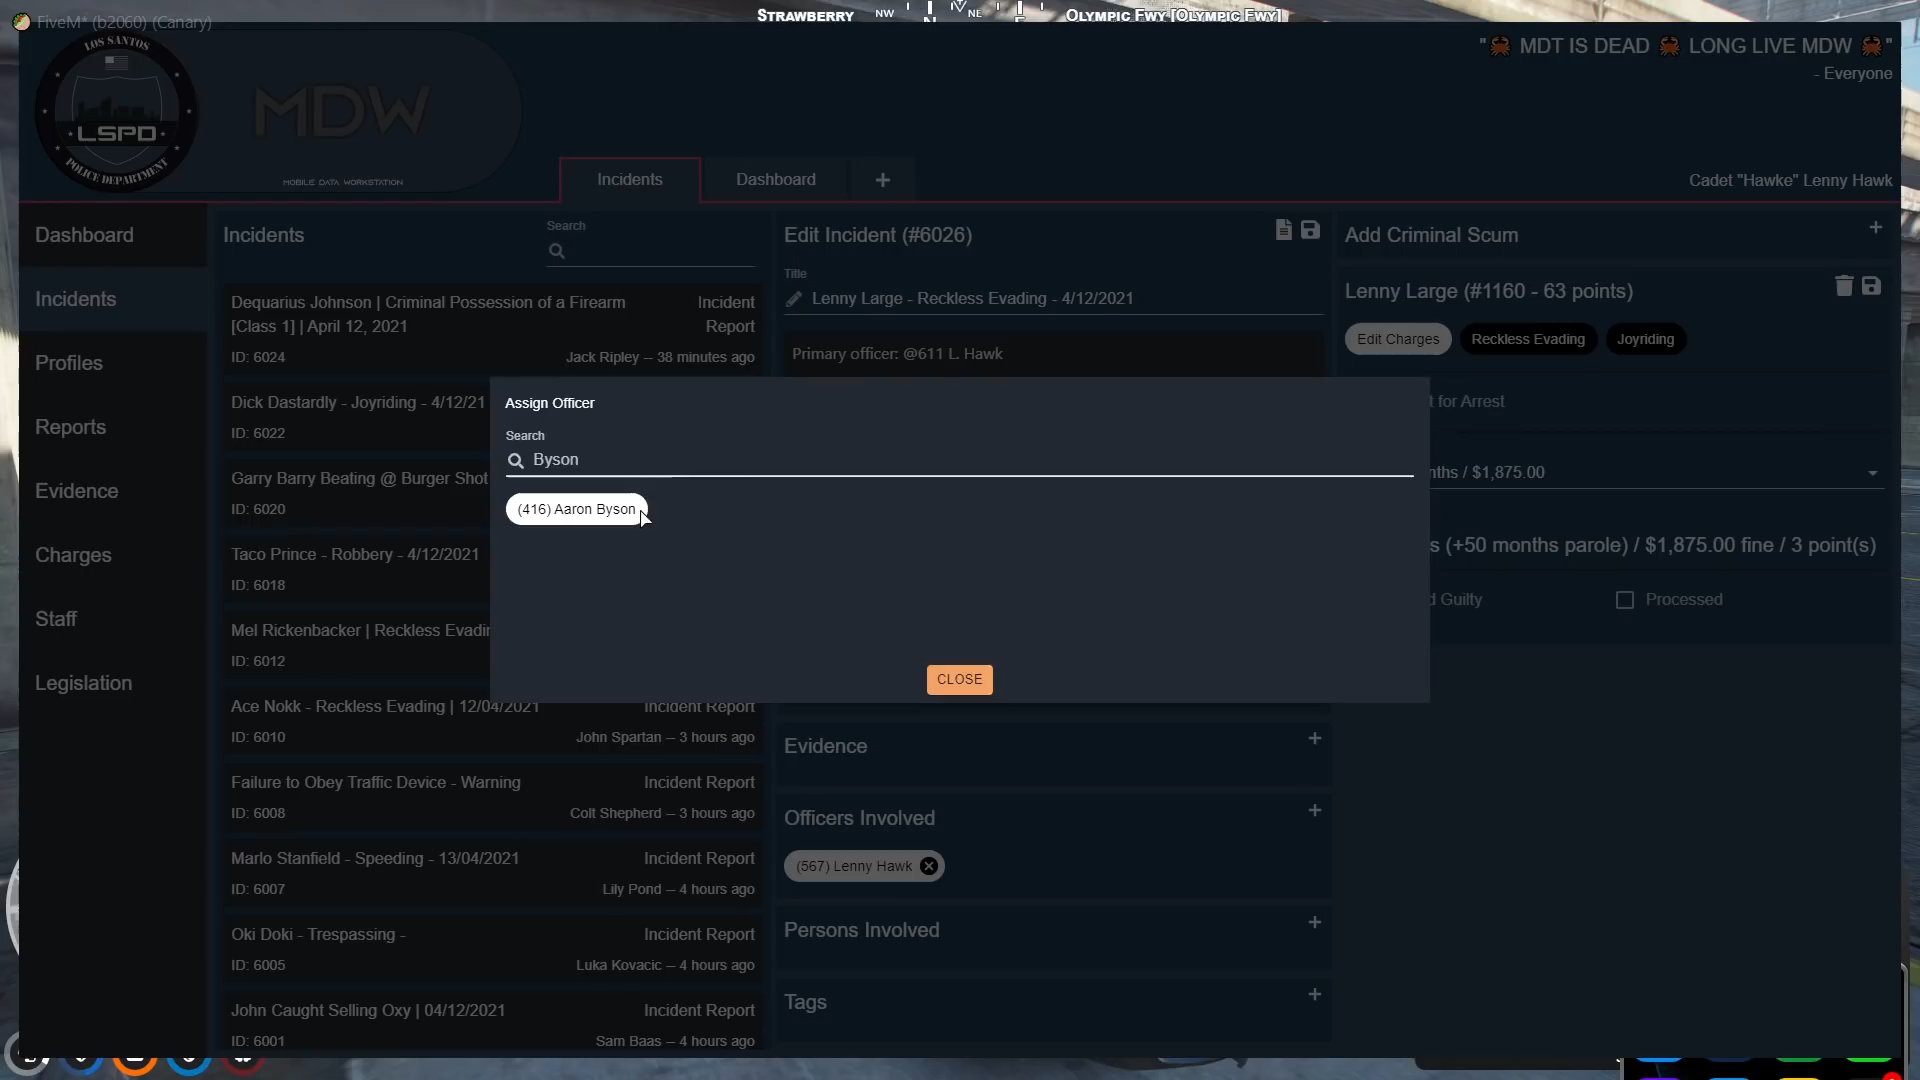 FiveM* (b2060) (Canary)
STRAWBERRY NW N NE E OLYMPIC FWY [OLYMPIC FWY]
LOS SANTOS
LSPD
POLICE DEPARTMENT
MDW
MOBILE DATA WORKSTATION
" 🦀 MDT IS DEAD 🦀 LONG LIVE MDW 🦀 "
- Everyone
Incidents
Dashboard
+
Cadet "Hawke" Lenny Hawk
Dashboard
Incidents
Profiles
Reports
Evidence
Charges
Staff
Legislation
Incidents
Search
Dequarius Johnson | Criminal Possession of a Firearm
[Class 1] | April 12, 2021
Incident
Report
ID: 6024
Jack Ripley – 38 minutes ago
Dick Dastardly - Joyriding - 4/12/21
ID: 6022
Garry Barry Beating @ Burger Shot
ID: 6020
Taco Prince - Robbery - 4/12/2021
ID: 6018
Mel Rickenbacker | Reckless Evadin
ID: 6012
Ace Nokk - Reckless Evading | 12/04/2021
Incident Report
ID: 6010
John Spartan – 3 hours ago
Failure to Obey Traffic Device - Warning
Incident Report
ID: 6008
Colt Shepherd – 3 hours ago
Marlo Stanfield - Speeding - 13/04/2021
Incident Report
ID: 6007
Lily Pond – 4 hours ago
Oki Doki - Trespassing -
Incident Report
ID: 6005
Luka Kovacic – 4 hours ago
John Caught Selling Oxy | 04/12/2021
Incident Report
ID: 6001
Sam Baas – 4 hours ago
Edit Incident (#6026)
Title
Lenny Large - Reckless Evading - 4/12/2021
Primary officer: @611 L. Hawk
Assign Officer
Search
Byson
(416) Aaron Byson
CLOSE
Evidence
+
Officers Involved
+
(567) Lenny Hawk
Persons Involved
+
Tags
+
Add Criminal Scum
+
Lenny Large (#1160 - 63 points)
Edit Charges
Reckless Evading
Joyriding
t for Arrest
nths / $1,875.00
s (+50 months parole) / $1,875.00 fine / 3 point(s)
d Guilty
Processed